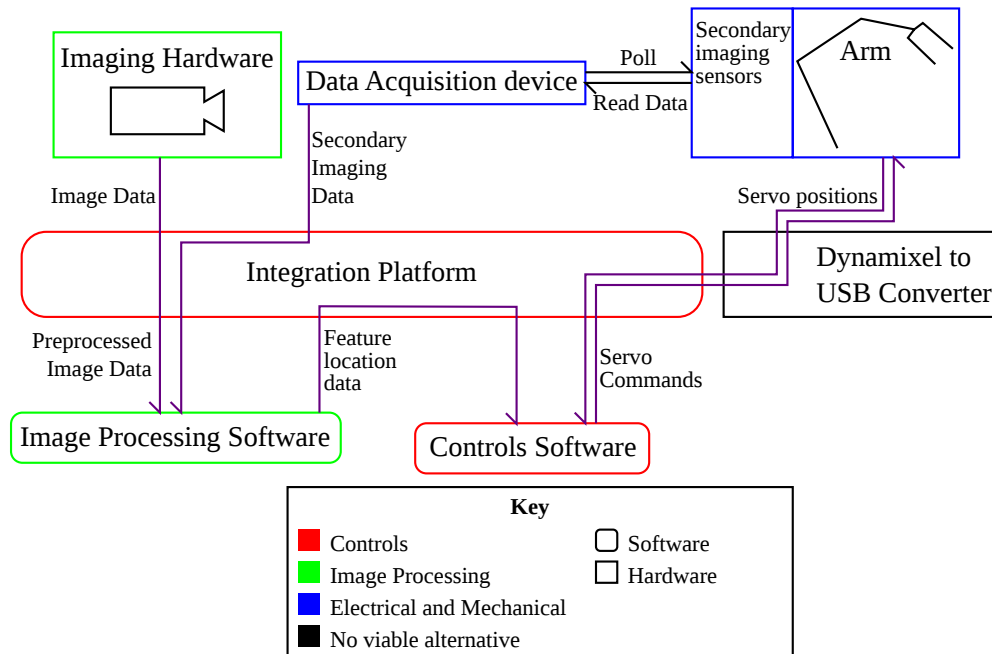 Imaging Hardware
Data Acquisition device
Poll
Read Data
Secondary
imaging
sensors
Arm
Image Data
Secondary
Imaging
Data
Servo positions
Integration Platform
Dynamixel to
USB Converter
Preprocessed
Image Data
Feature
location
data
Servo
Commands
Image Processing Software
Controls Software
Key
Controls
Image Processing
Electrical and Mechanical
No viable alternative
Software
Hardware